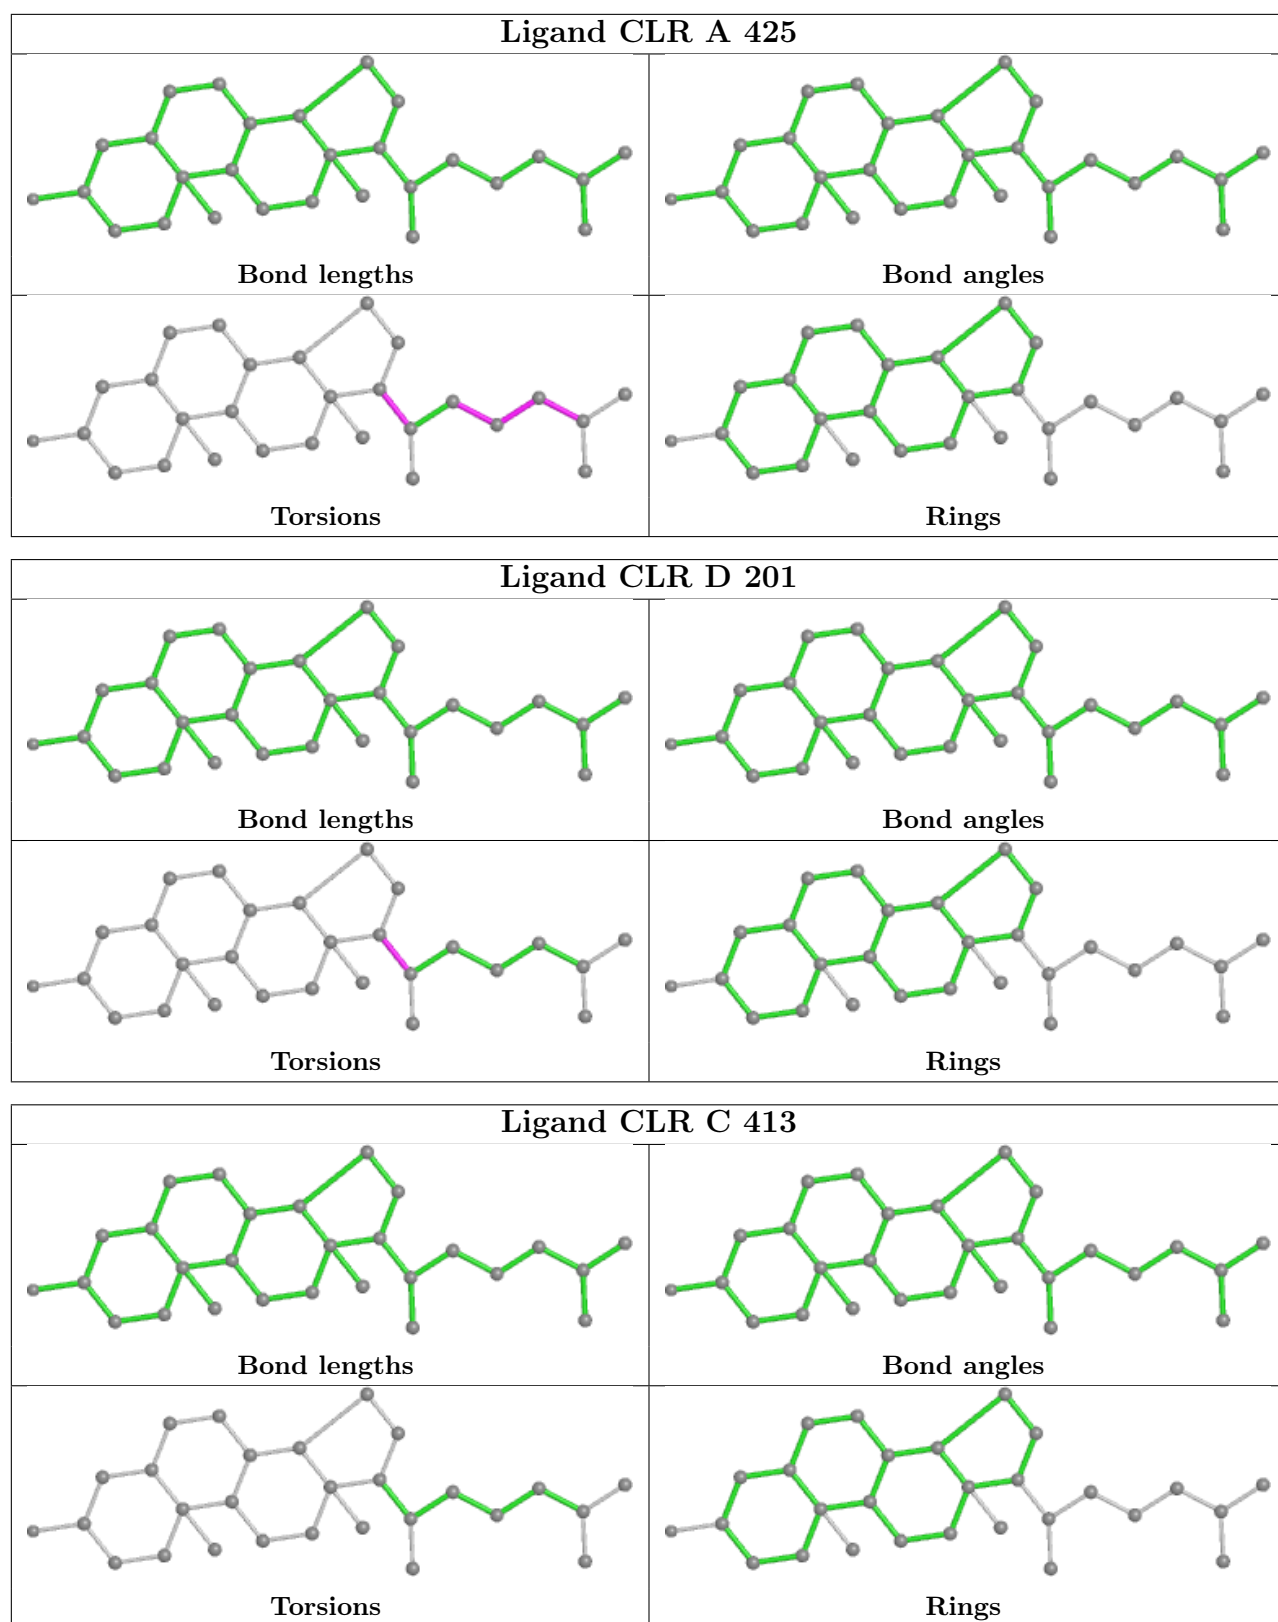 Ligand CLR A 425
Bond lengths
Bond angles
Torsions
Rings
Ligand CLR D 201
Bond lengths
Bond angles
Torsions
Rings
Ligand CLR C 413
Bond lengths
Bond angles
Torsions
Rings